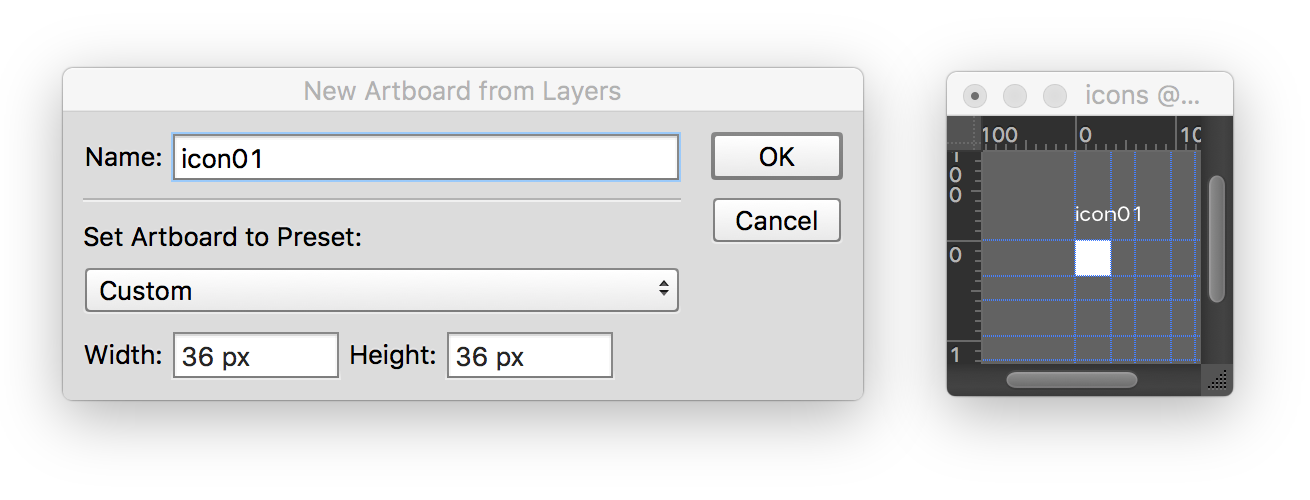 New Artboard from Layers
Name: icon01
OK
Cancel
Set Artboard to Preset:
Custom
Width: 36 px Height: 36 px
icons @...
100 0 10
100
icon01
0
1